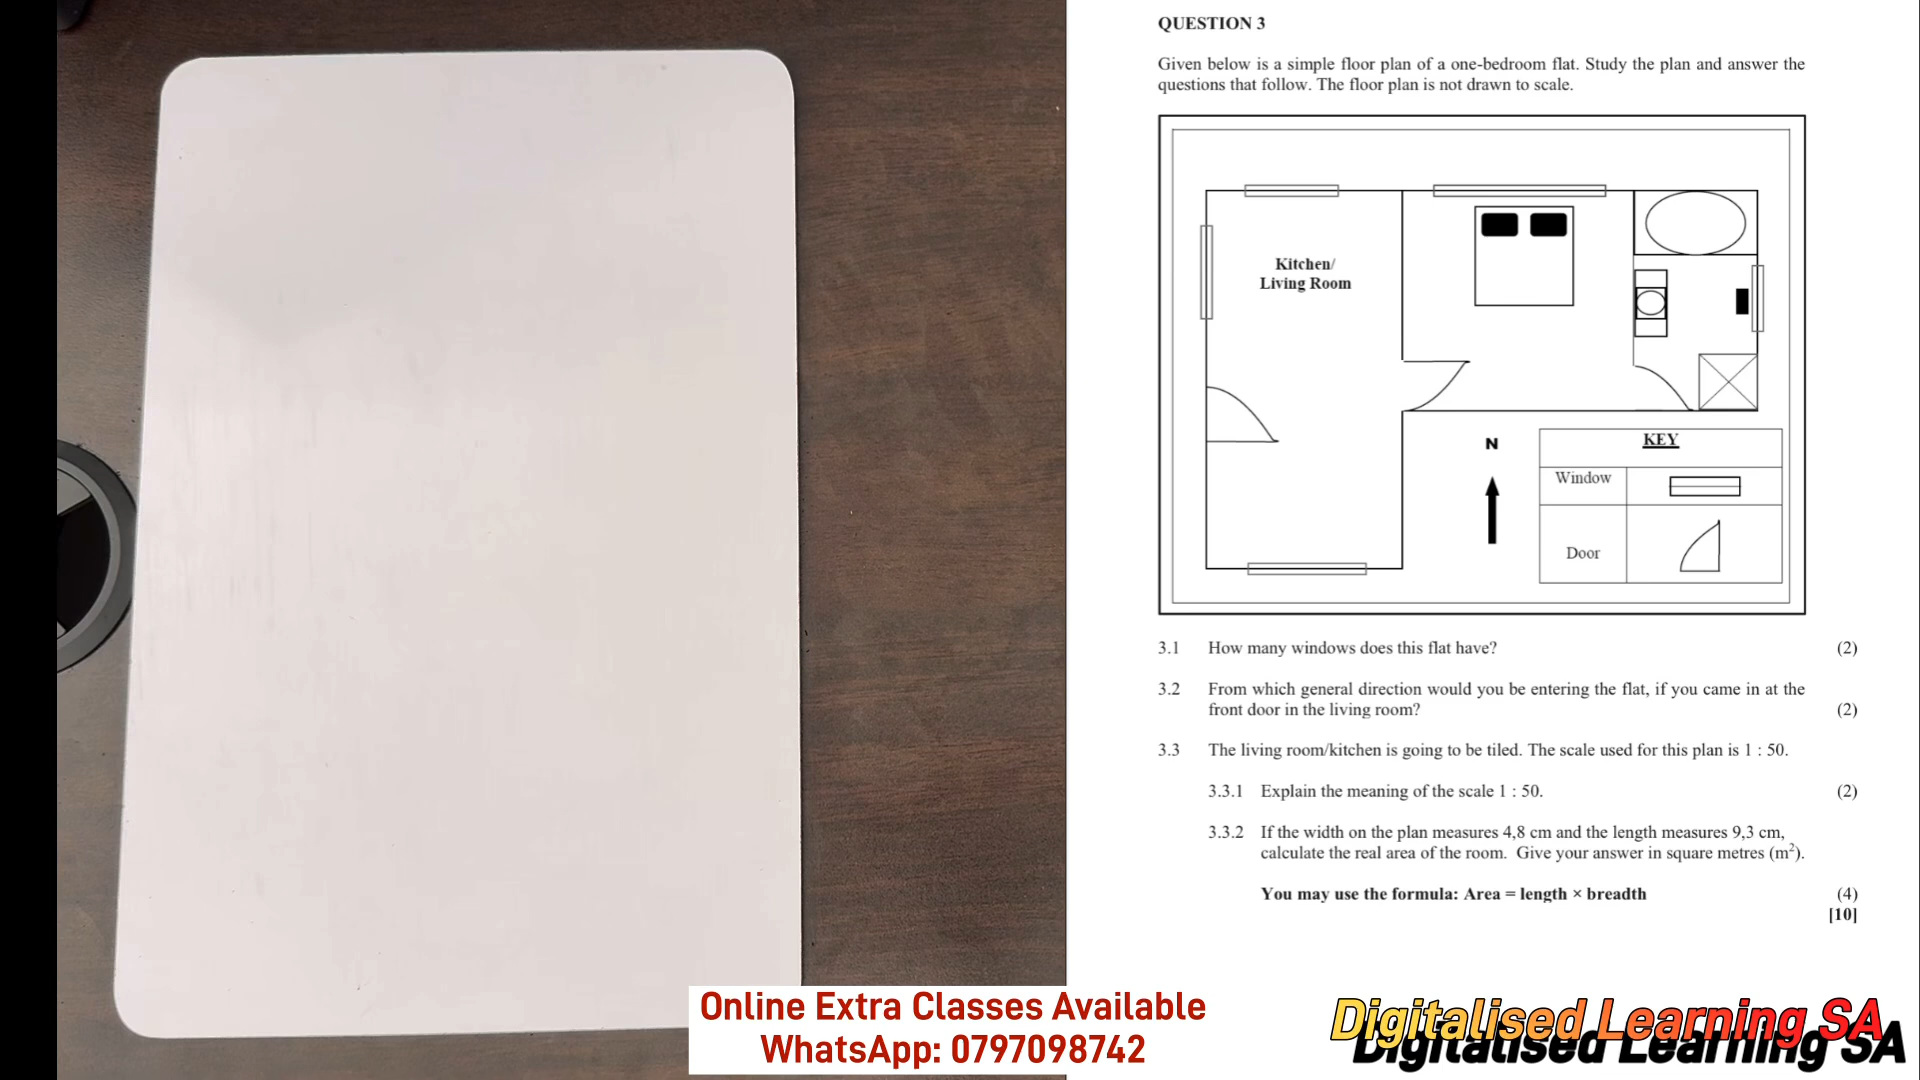 QUESTION 3
Given below is a simple floor plan of a one-bedroom flat. Study the plan and answer the
questions that follow. The floor plan is not drawn to scale.
Kitchen/
Living Room
N
KEY
Window
Door
3.1 How many windows does this flat have? (2)
3.2 From which general direction would you be entering the flat, if you came in at the
front door in the living room? (2)
3.3 The living room/kitchen is going to be tiled. The scale used for this plan is 1 : 50.
3.3.1 Explain the meaning of the scale 1 : 50. (2)
3.3.2 If the width on the plan measures 4,8 cm and the length measures 9,3 cm,
calculate the real area of the room. Give your answer in square metres (m²).
You may use the formula: Area = length × breadth (4)
[10]
Online Extra Classes Available
WhatsApp: 0797098742
Digitalised Learning SA